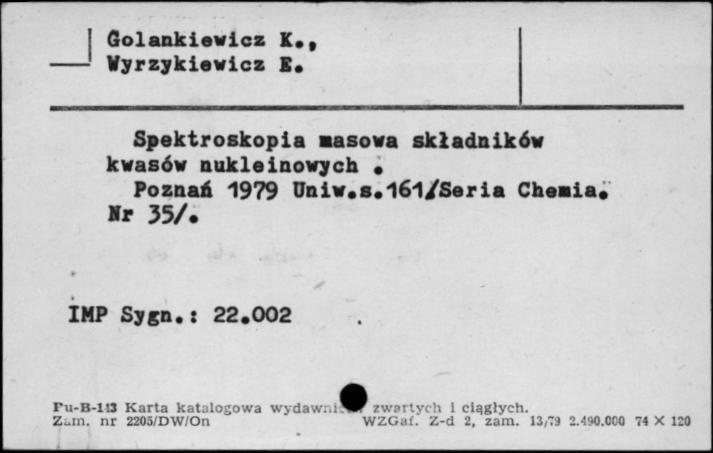 Golankiewicz K.,
Wyrzykiewicz E.
Spektroskopia masowa składników
kwasów nukleinowych .
Poznań 1979 Uniw.s.161/Seria Chemia.
Nr 35/.
IMP Sygn.: 22.002
Pu-B-143 Karta katalogowa zwartych i ciągłych.
Zam. nr 2205/DW/On WZGaf. Z-d 2, zam. 13/79 2.490.000 74 X 120